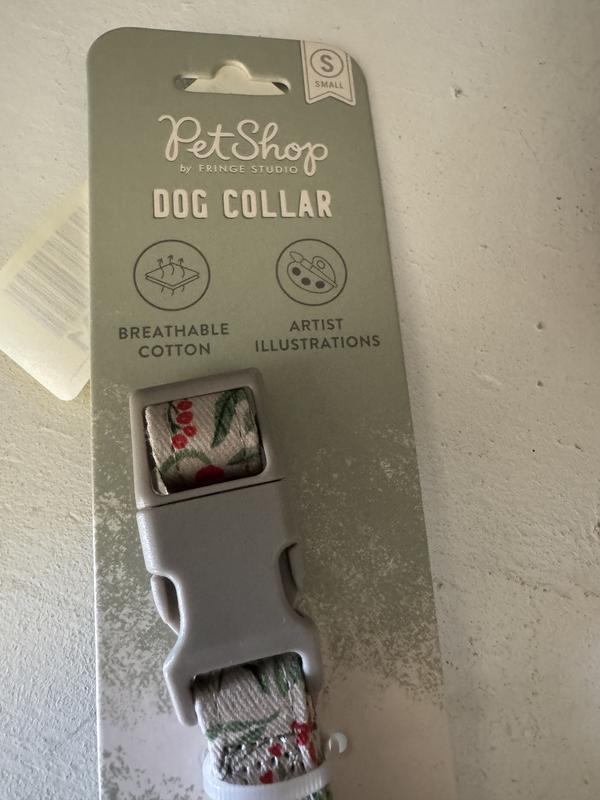 S
SMALL
PetShop
by FRINGE STUDIO
DOG COLLAR
BREATHABLE
COTTON
ARTIST
ILLUSTRATIONS